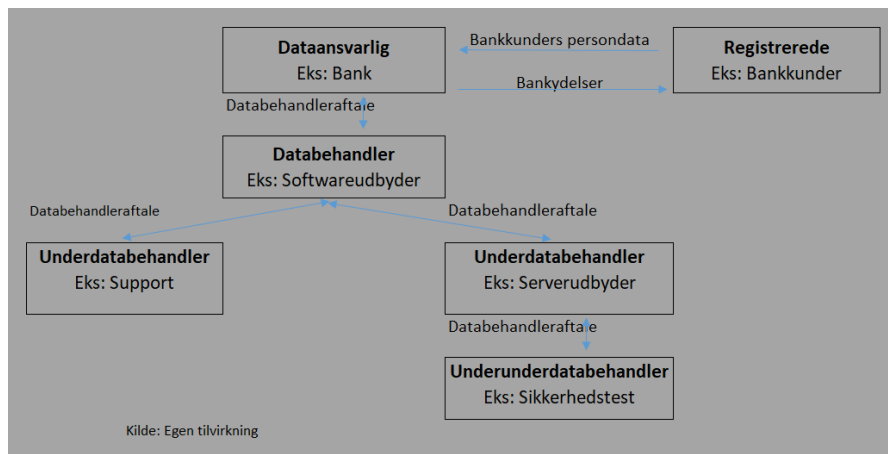 Dataansvarlig
Eks: Bank
Bankkunders persondata
Bankydelser
Registrerede
Eks: Bankkunder
Databehandleraftale
Databehandler
Eks: Softwareudbyder
Databehandleraftale
Databehandleraftale
Underdatabehandler
Eks: Support
Underdatabehandler
Eks: Serverudbyder
Databehandleraftale
Underunderdatabehandler
Eks: Sikkerhedstest
Kilde: Egen tilvirkning